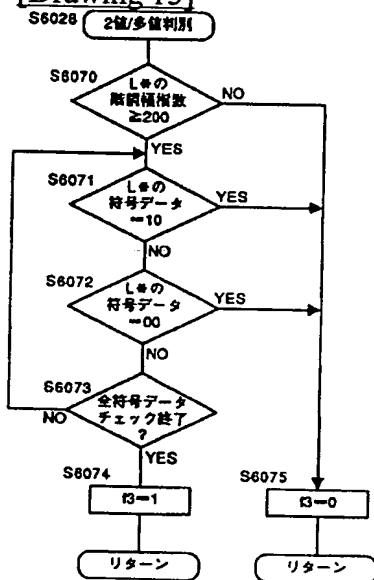 [Drawing 15]
S6028
2値/多値判別
S6070
L*の
階調幅指数
≧200
NO
YES
S6071
L*の
符号データ
=10
YES
NO
S6072
L*の
符号データ
=00
YES
NO
S6073
全符号データ
チェック終了
?
NO
YES
S6074
f3=1
S6075
f3=0
リターン
リターン